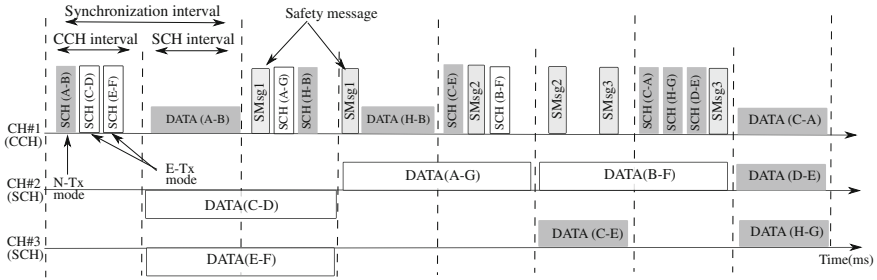 Synchronization interval
Safety message
CCH interval
SCH interval
SCH (A-B)
SCH (C-D)
SCH (E-F)
DATA (A-B)
SMsg1
SCH (A-G)
SCH (H-B)
SMsg1
DATA (H-B)
SCH (C-E)
SMsg2
SCH (B-F)
SMsg2
SMsg3
SCH (C-A)
SCH (H-G)
SCH (D-E)
SMsg3
DATA (C-A)
CH#1
(CCH)
N-Tx
mode
E-Tx
mode
CH#2
(SCH)
DATA(C-D)
DATA(A-G)
DATA(B-F)
DATA (D-E)
CH#3
(SCH)
DATA(E-F)
DATA (C-E)
DATA (H-G)
Time(ms)